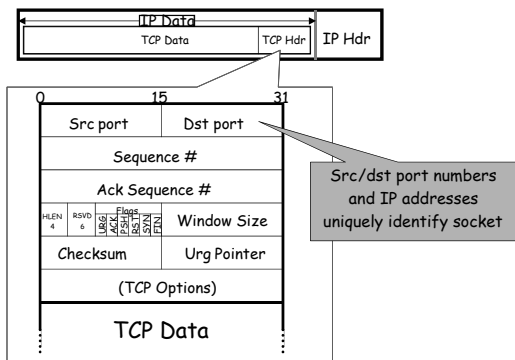 IP Data
TCP Data TCP Hdr IP Hdr
0 15 31
Src port Dst port
Sequence #
Ack Sequence #
HLEN 4 RSVD 6 Flags URG ACK PSH RST SYN FIN Window Size
Checksum Urg Pointer
(TCP Options)
TCP Data
Src/dst port numbers
and IP addresses
uniquely identify socket